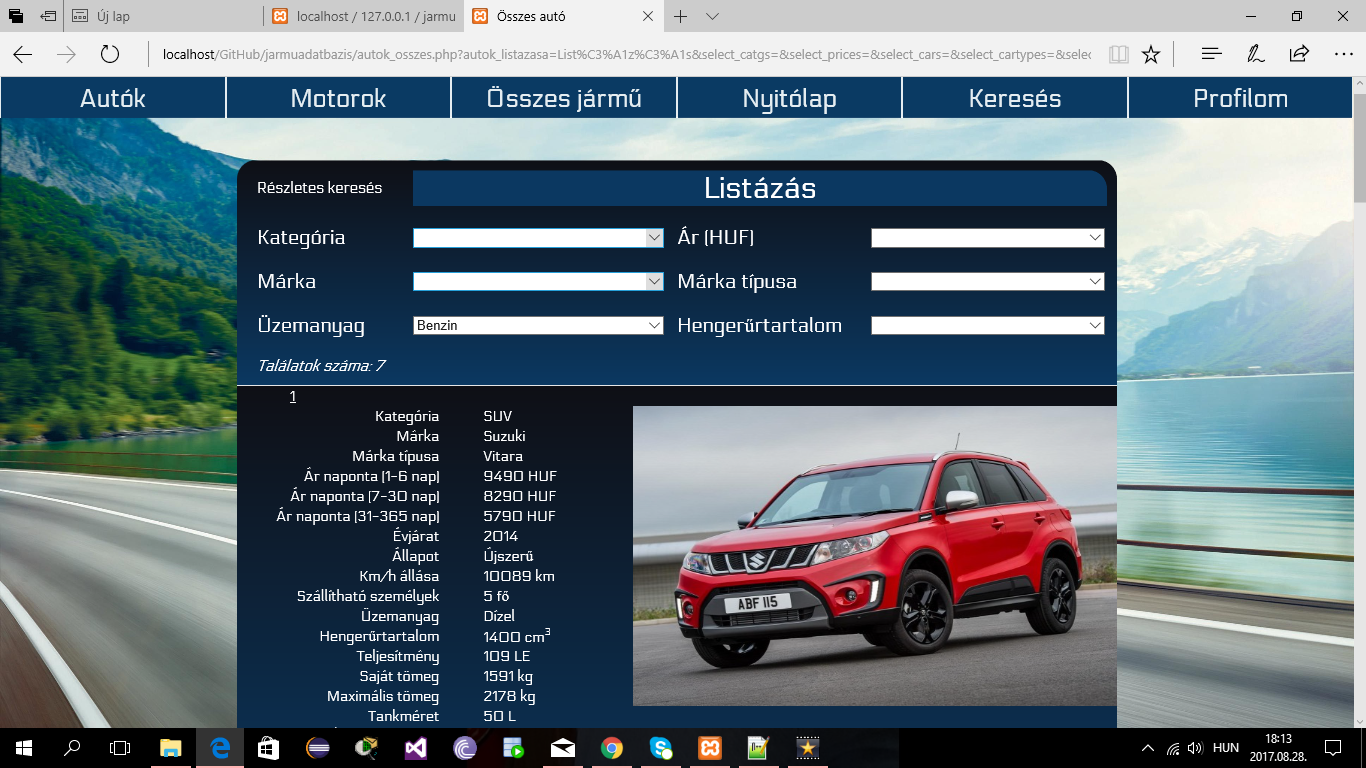 Új lap
localhost / 127.0.0.1 / jarmu
Összes autó
localhost/GitHub/jarmuadatbazis/autok_osszes.php?autok_listazasa=List%C3%A1z%C3%A1s&select_catgs=&select_prices=&select_cars=&select_cartypes=&selec
Autók Motorok Összes jármű Nyitólap Keresés Profilom
Részletes keresés Listázás
Kategória Ár (HUF)
Márka Márka típusa
Üzemanyag Benzin Hengerűrtartalom
Találatok száma: 7
1
Kategória SUV
Márka Suzuki
Márka típusa Vitara
Ár naponta (1-6 nap) 9490 HUF
Ár naponta (7-30 nap) 8290 HUF
Ár naponta (31-365 nap) 5790 HUF
Évjárat 2014
Állapot Újszerű
Km/h állása 10089 km
Szállítható személyek 5 fő
Üzemanyag Dízel
Hengerűrtartalom 1400 cm³
Teljesítmény 109 LE
Saját tömeg 1591 kg
Maximális tömeg 2178 kg
Tankméret 50 L
ABF 115
HUN
18:13
2017.08.28.